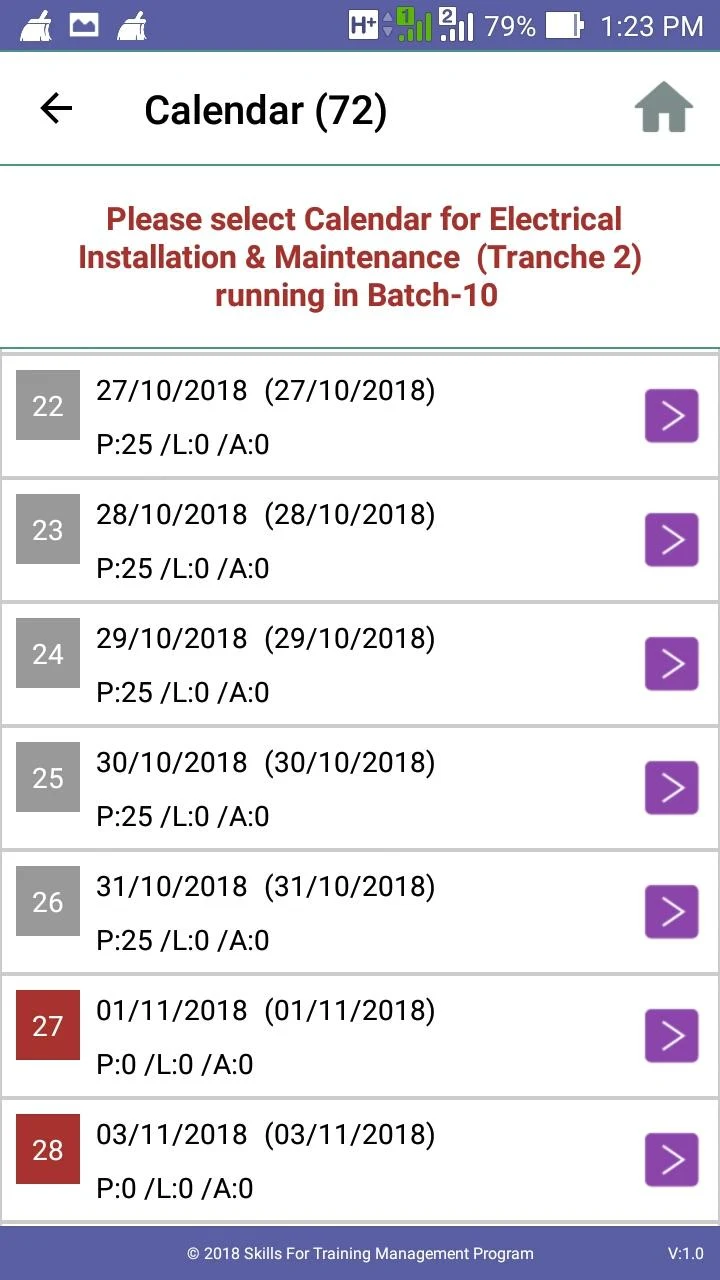 H+ 1 2 79% 1:23 PM
Calendar (72)
Please select Calendar for Electrical
Installation & Maintenance (Tranche 2)
running in Batch-10
22 27/10/2018 (27/10/2018)
P:25 /L:0 /A:0
23 28/10/2018 (28/10/2018)
P:25 /L:0 /A:0
24 29/10/2018 (29/10/2018)
P:25 /L:0 /A:0
25 30/10/2018 (30/10/2018)
P:25 /L:0 /A:0
26 31/10/2018 (31/10/2018)
P:25 /L:0 /A:0
27 01/11/2018 (01/11/2018)
P:0 /L:0 /A:0
28 03/11/2018 (03/11/2018)
P:0 /L:0 /A:0
© 2018 Skills For Training Management Program V:1.0